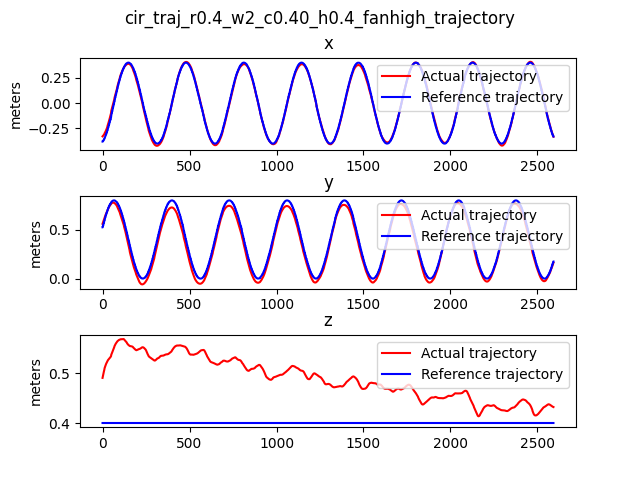 cir_traj_r0.4_w2_c0.40_h0.4_fanhigh_trajectory
x
meters
0.25
0.00
−0.25
Actual trajectory
Reference trajectory
0 500 1000 1500 2000 2500
y
meters
0.5
0.0
Actual trajectory
Reference trajectory
0 500 1000 1500 2000 2500
z
meters
0.5
0.4
Actual trajectory
Reference trajectory
0 500 1000 1500 2000 2500